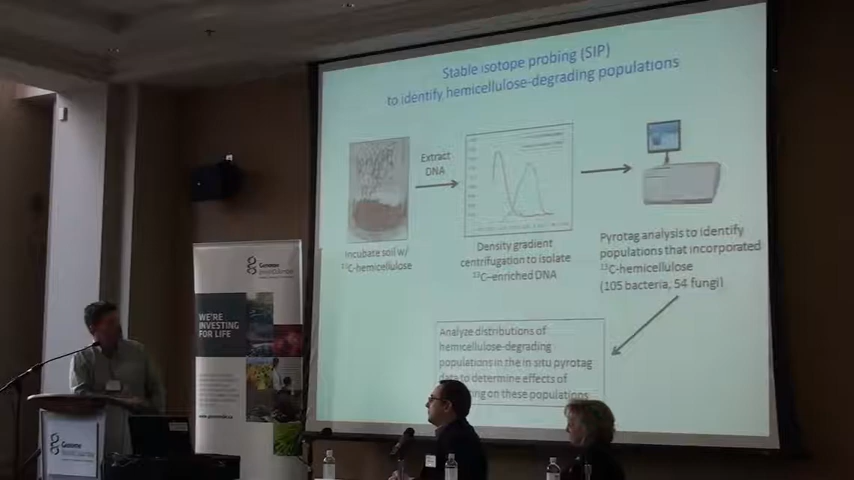 Stable isotope probing (SIP)
to identify hemicellulose-degrading populations
Extract
DNA
Incubate soil w/
13C-hemicellulose
Density gradient
centrifugation to isolate
13C-enriched DNA
Pyrotag analysis to identify
populations that incorporated
13C-hemicellulose
(105 bacteria, 54 fungi)
Analyze distributions of
hemicellulose-degrading
populations in the in situ pyrotag
data to determine effects of
on these populations
Genome
WE'RE
INVESTING
FOR LIFE
Genome